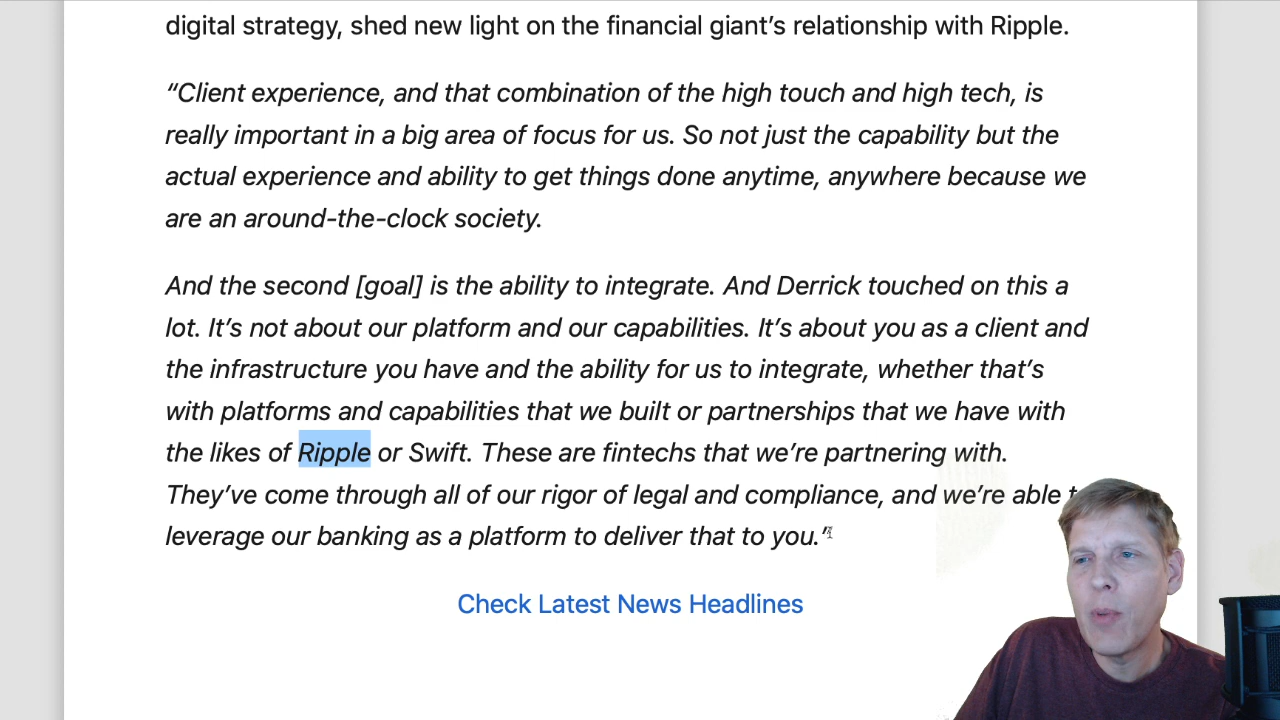 digital strategy, shed new light on the financial giant’s relationship with Ripple.
“Client experience, and that combination of the high touch and high tech, is
really important in a big area of focus for us. So not just the capability but the
actual experience and ability to get things done anytime, anywhere because we
are an around-the-clock society.
And the second [goal] is the ability to integrate. And Derrick touched on this a
lot. It’s not about our platform and our capabilities. It’s about you as a client and
the infrastructure you have and the ability for us to integrate, whether that’s
with platforms and capabilities that we built or partnerships that we have with
the likes of Ripple or Swift. These are fintechs that we’re partnering with.
They’ve come through all of our rigor of legal and compliance, and we’re able
leverage our banking as a platform to deliver that to you.”
Check Latest News Headlines